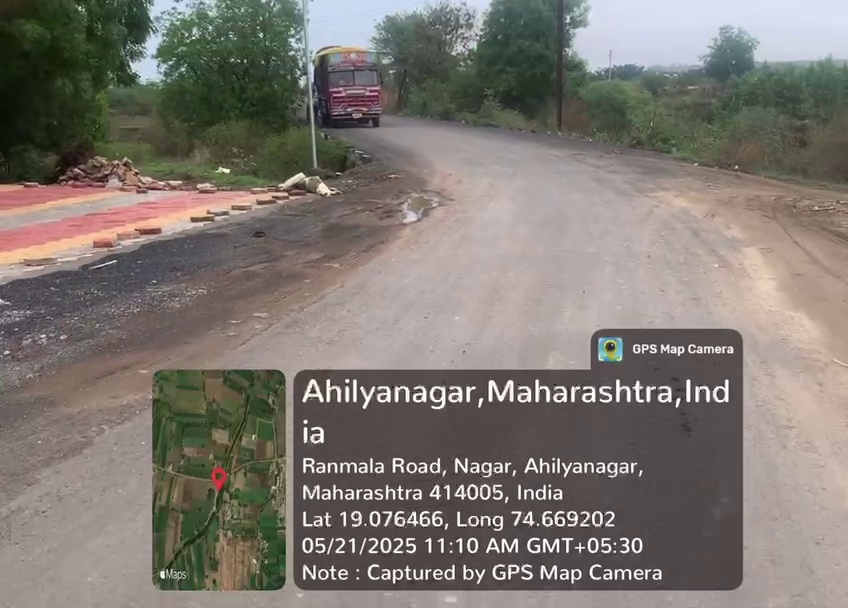 GPS Map Camera
Ahilyanagar,Maharashtra,Ind
ia
Ranmala Road, Nagar, Ahilyanagar,
Maharashtra 414005, India
Lat 19.076466, Long 74.669202
05/21/2025 11:10 AM GMT+05:30
Note : Captured by GPS Map Camera
Maps